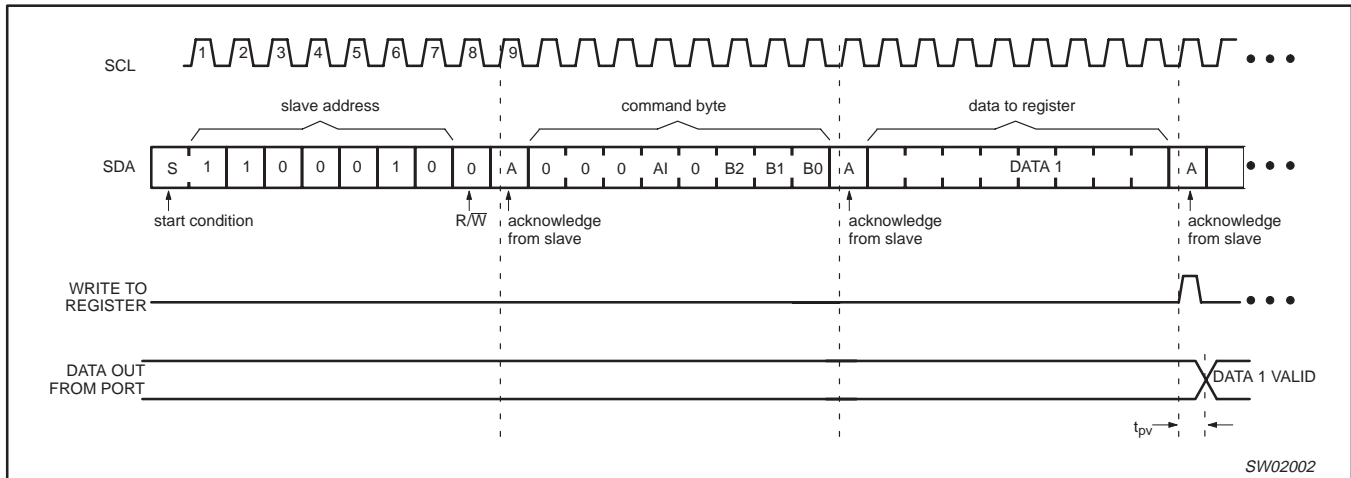 SCL 1 2 3 4 5 6 7 8 9
slave address command byte data to register
SDA S 1 1 0 0 0 1 0 0 A 0 0 0 AI 0 B2 B1 B0 A DATA 1 A
start condition R/W̅ acknowledge from slave acknowledge from slave acknowledge from slave
WRITE TO
REGISTER
DATA OUT
FROM PORT
DATA 1 VALID
tpv
SW02002